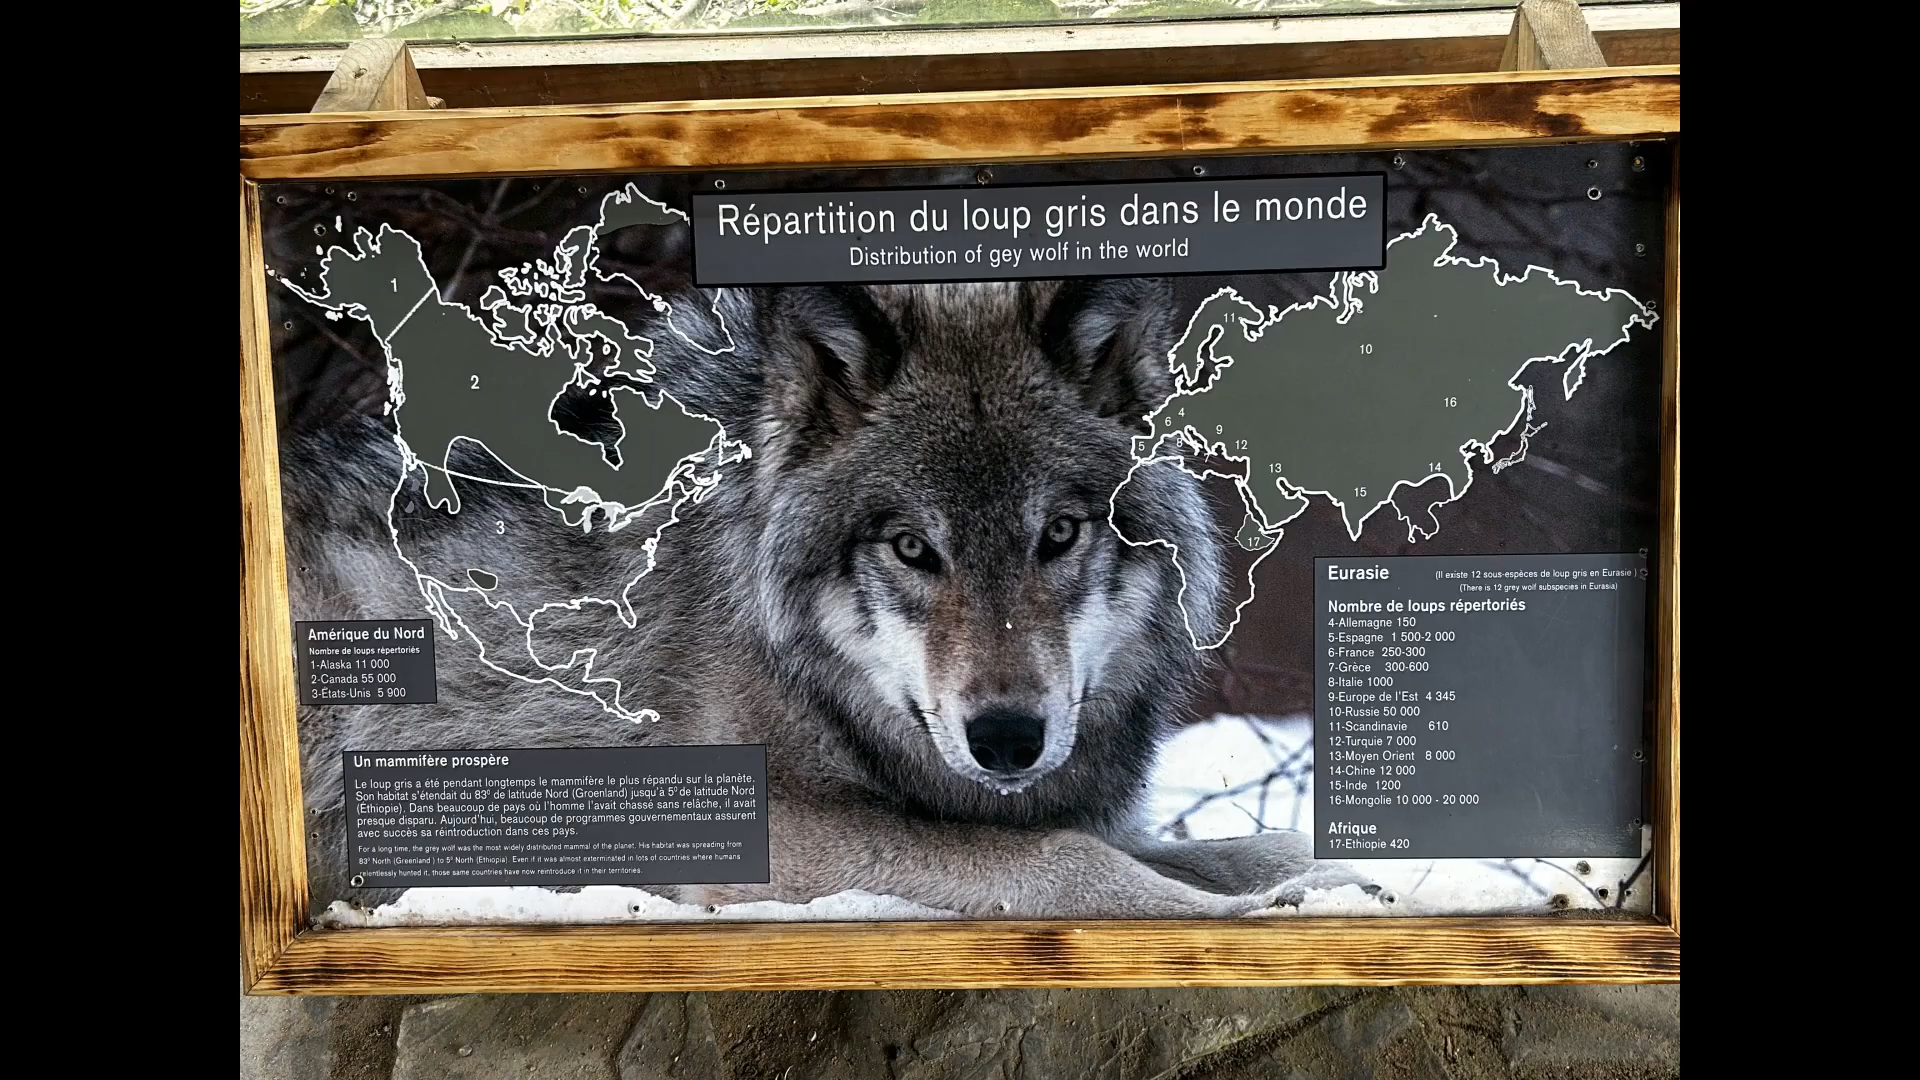 Répartition du loup gris dans le monde
Distribution of gey wolf in the world
1
2
3
11
10
16
4
6
5
8
9
12
13
14
15
17
Amérique du Nord
Nombre de loups répertoriés
1-Alaska 11 000
2-Canada 55 000
3-États-Unis 5 900
Un mammifère prospère
Le loup gris a été pendant longtemps le mammifère le plus répandu sur la planète.
Son habitat s'étendait du 83° de latitude Nord (Groenland) jusqu'à 5° de latitude Nord
(Éthiopie). Dans beaucoup de pays où l'homme l'avait chassé sans relâche, il avait
presque disparu. Aujourd'hui, beaucoup de programmes gouvernementaux assurent
avec succès sa réintroduction dans ces pays.
For a long time, the grey wolf was the most widely distributed mammal of the planet. His habitat was spreading from
83° North (Greenland ) to 5° North (Ethiopia). Even if it was almost exterminated in lots of countries where humans
relentlessly hunted it, those same countries have now reintroduce it in their territories.
Eurasie (Il existe 12 sous-espèces de loup gris en Eurasie )
(There is 12 grey wolf subspecies in Eurasia)
Nombre de loups répertoriés
4-Allemagne 150
5-Espagne 1 500-2 000
6-France 250-300
7-Grèce 300-600
8-Italie 1000
9-Europe de l'Est 4 345
10-Russie 50 000
11-Scandinavie 610
12-Turquie 7 000
13-Moyen Orient 8 000
14-Chine 12 000
15-Inde 1200
16-Mongolie 10 000 - 20 000
Afrique
17-Ethiopie 420